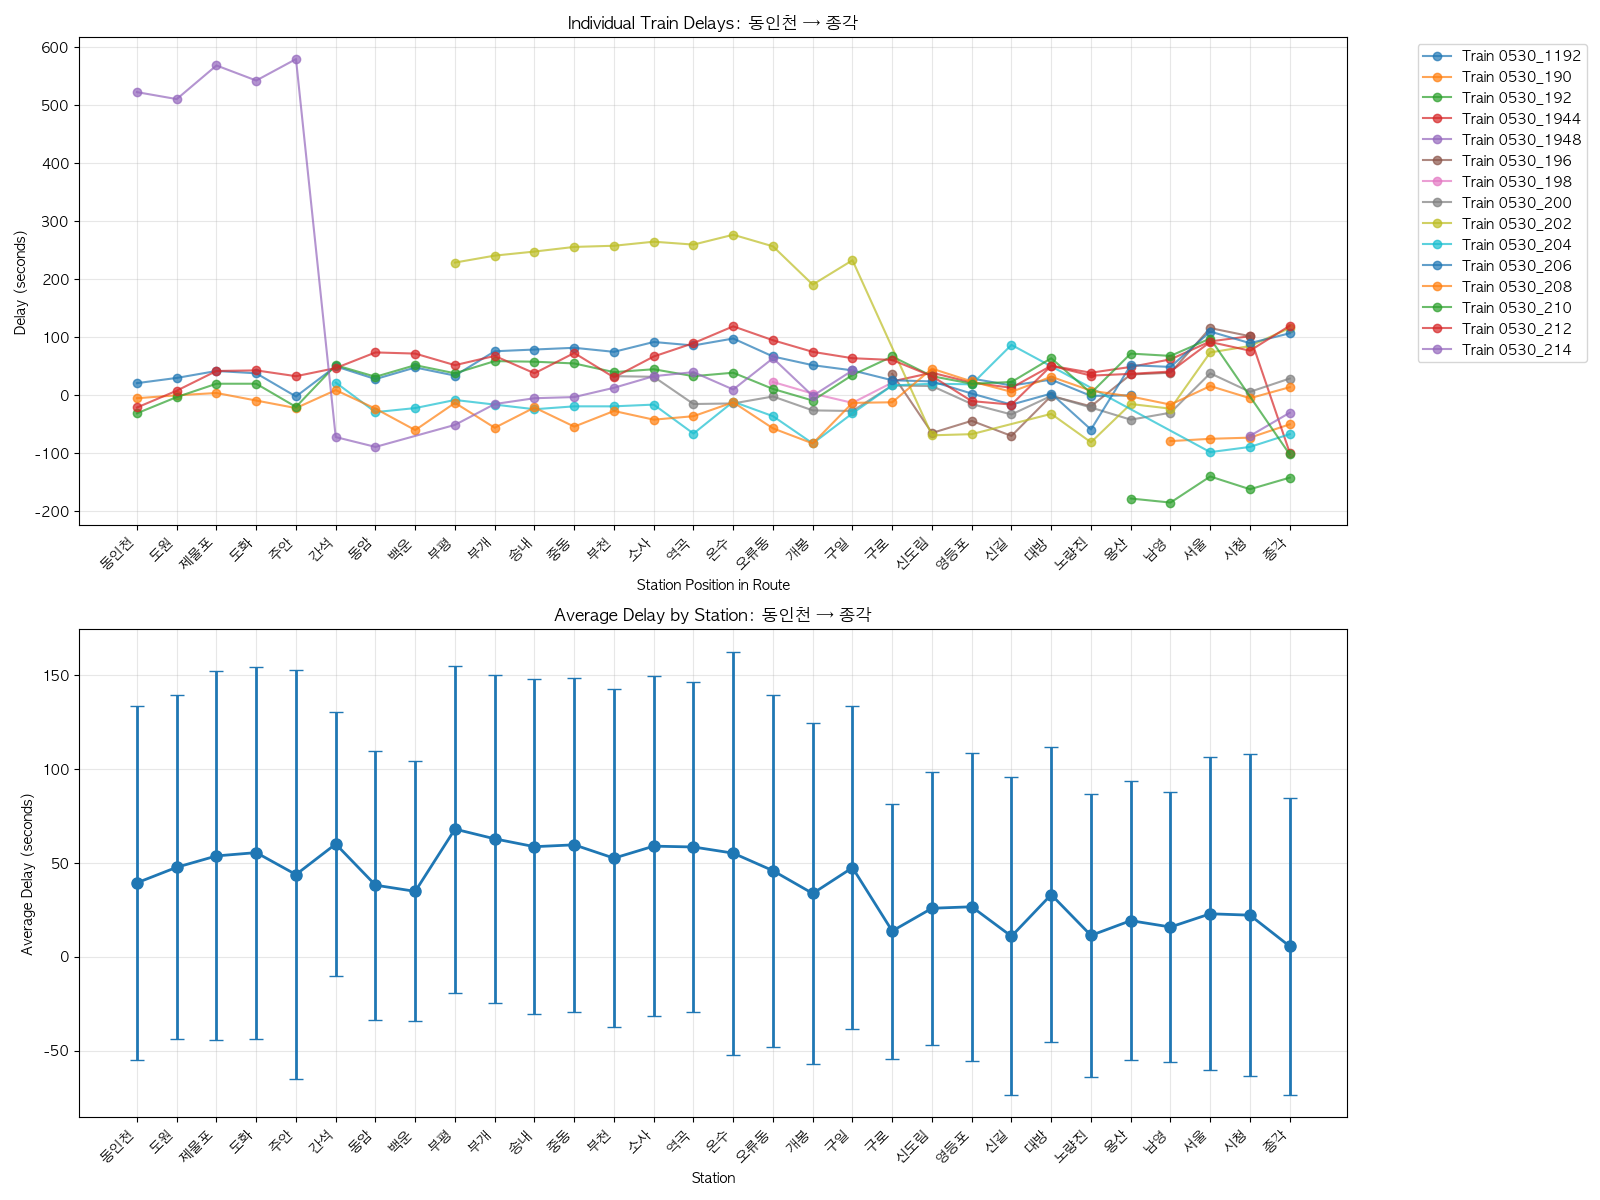 Individual Train Delays: 동인천 → 종각
Delay (seconds)
600
500
400
300
200
100
0
-100
-200
동인천
도원
제물포
도화
주안
간석
동암
백운
부평
부개
송내
중동
부천
소사
역곡
온수
오류동
개봉
구일
구로
신도림
영등포
신길
대방
노량진
용산
남영
서울
시청
종각
Station Position in Route
Train 0530_1192
Train 0530_190
Train 0530_192
Train 0530_1944
Train 0530_1948
Train 0530_196
Train 0530_198
Train 0530_200
Train 0530_202
Train 0530_204
Train 0530_206
Train 0530_208
Train 0530_210
Train 0530_212
Train 0530_214
Average Delay by Station: 동인천 → 종각
Average Delay (seconds)
150
100
50
0
-50
동인천
도원
제물포
도화
주안
간석
동암
백운
부평
부개
송내
중동
부천
소사
역곡
온수
오류동
개봉
구일
구로
신도림
영등포
신길
대방
노량진
용산
남영
서울
시청
종각
Station